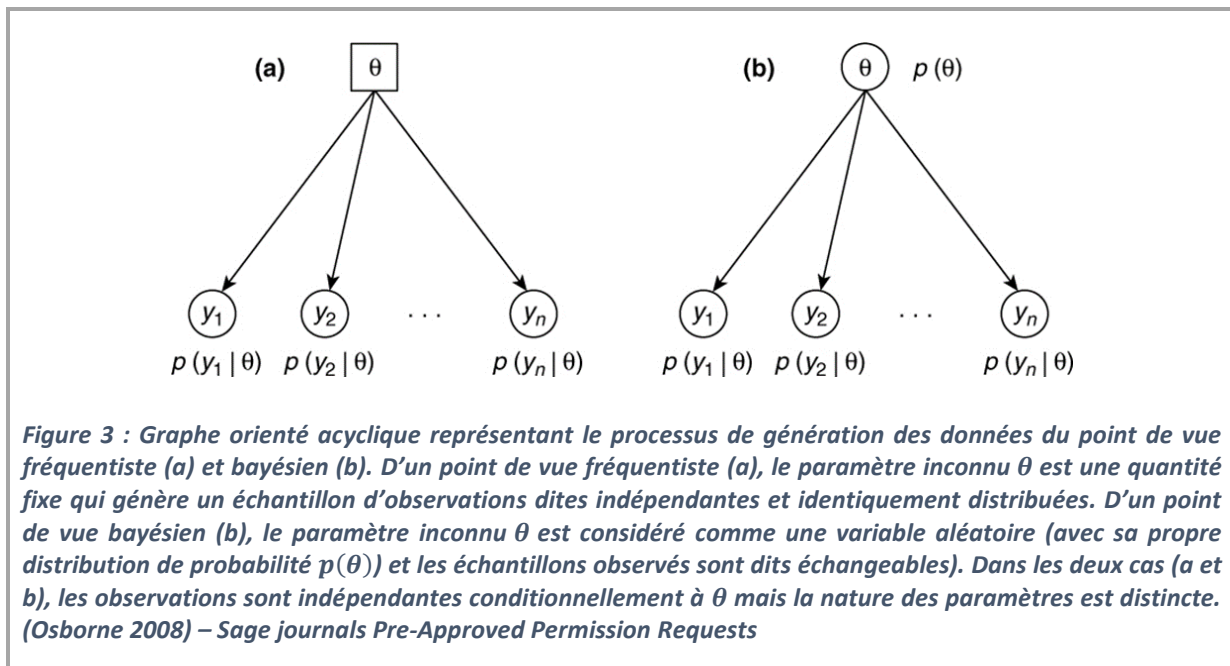 (a) θ (b) θ p (θ)
y1 y2 . . . yn y1 y2 . . . yn
p (y1 | θ) p (y2 | θ) p (yn | θ) p (y1 | θ) p (y2 | θ) p (yn | θ)
Figure 3 : Graphe orienté acyclique représentant le processus de génération des données du point de vue
fréquentiste (a) et bayésien (b). D’un point de vue fréquentiste (a), le paramètre inconnu θ est une quantité
fixe qui génère un échantillon d’observations dites indépendantes et identiquement distribuées. D’un point
de vue bayésien (b), le paramètre inconnu θ est considéré comme une variable aléatoire (avec sa propre
distribution de probabilité p(θ)) et les échantillons observés sont dits échangeables). Dans les deux cas (a et
b), les observations sont indépendantes conditionnellement à θ mais la nature des paramètres est distincte.
(Osborne 2008) – Sage journals Pre-Approved Permission Requests